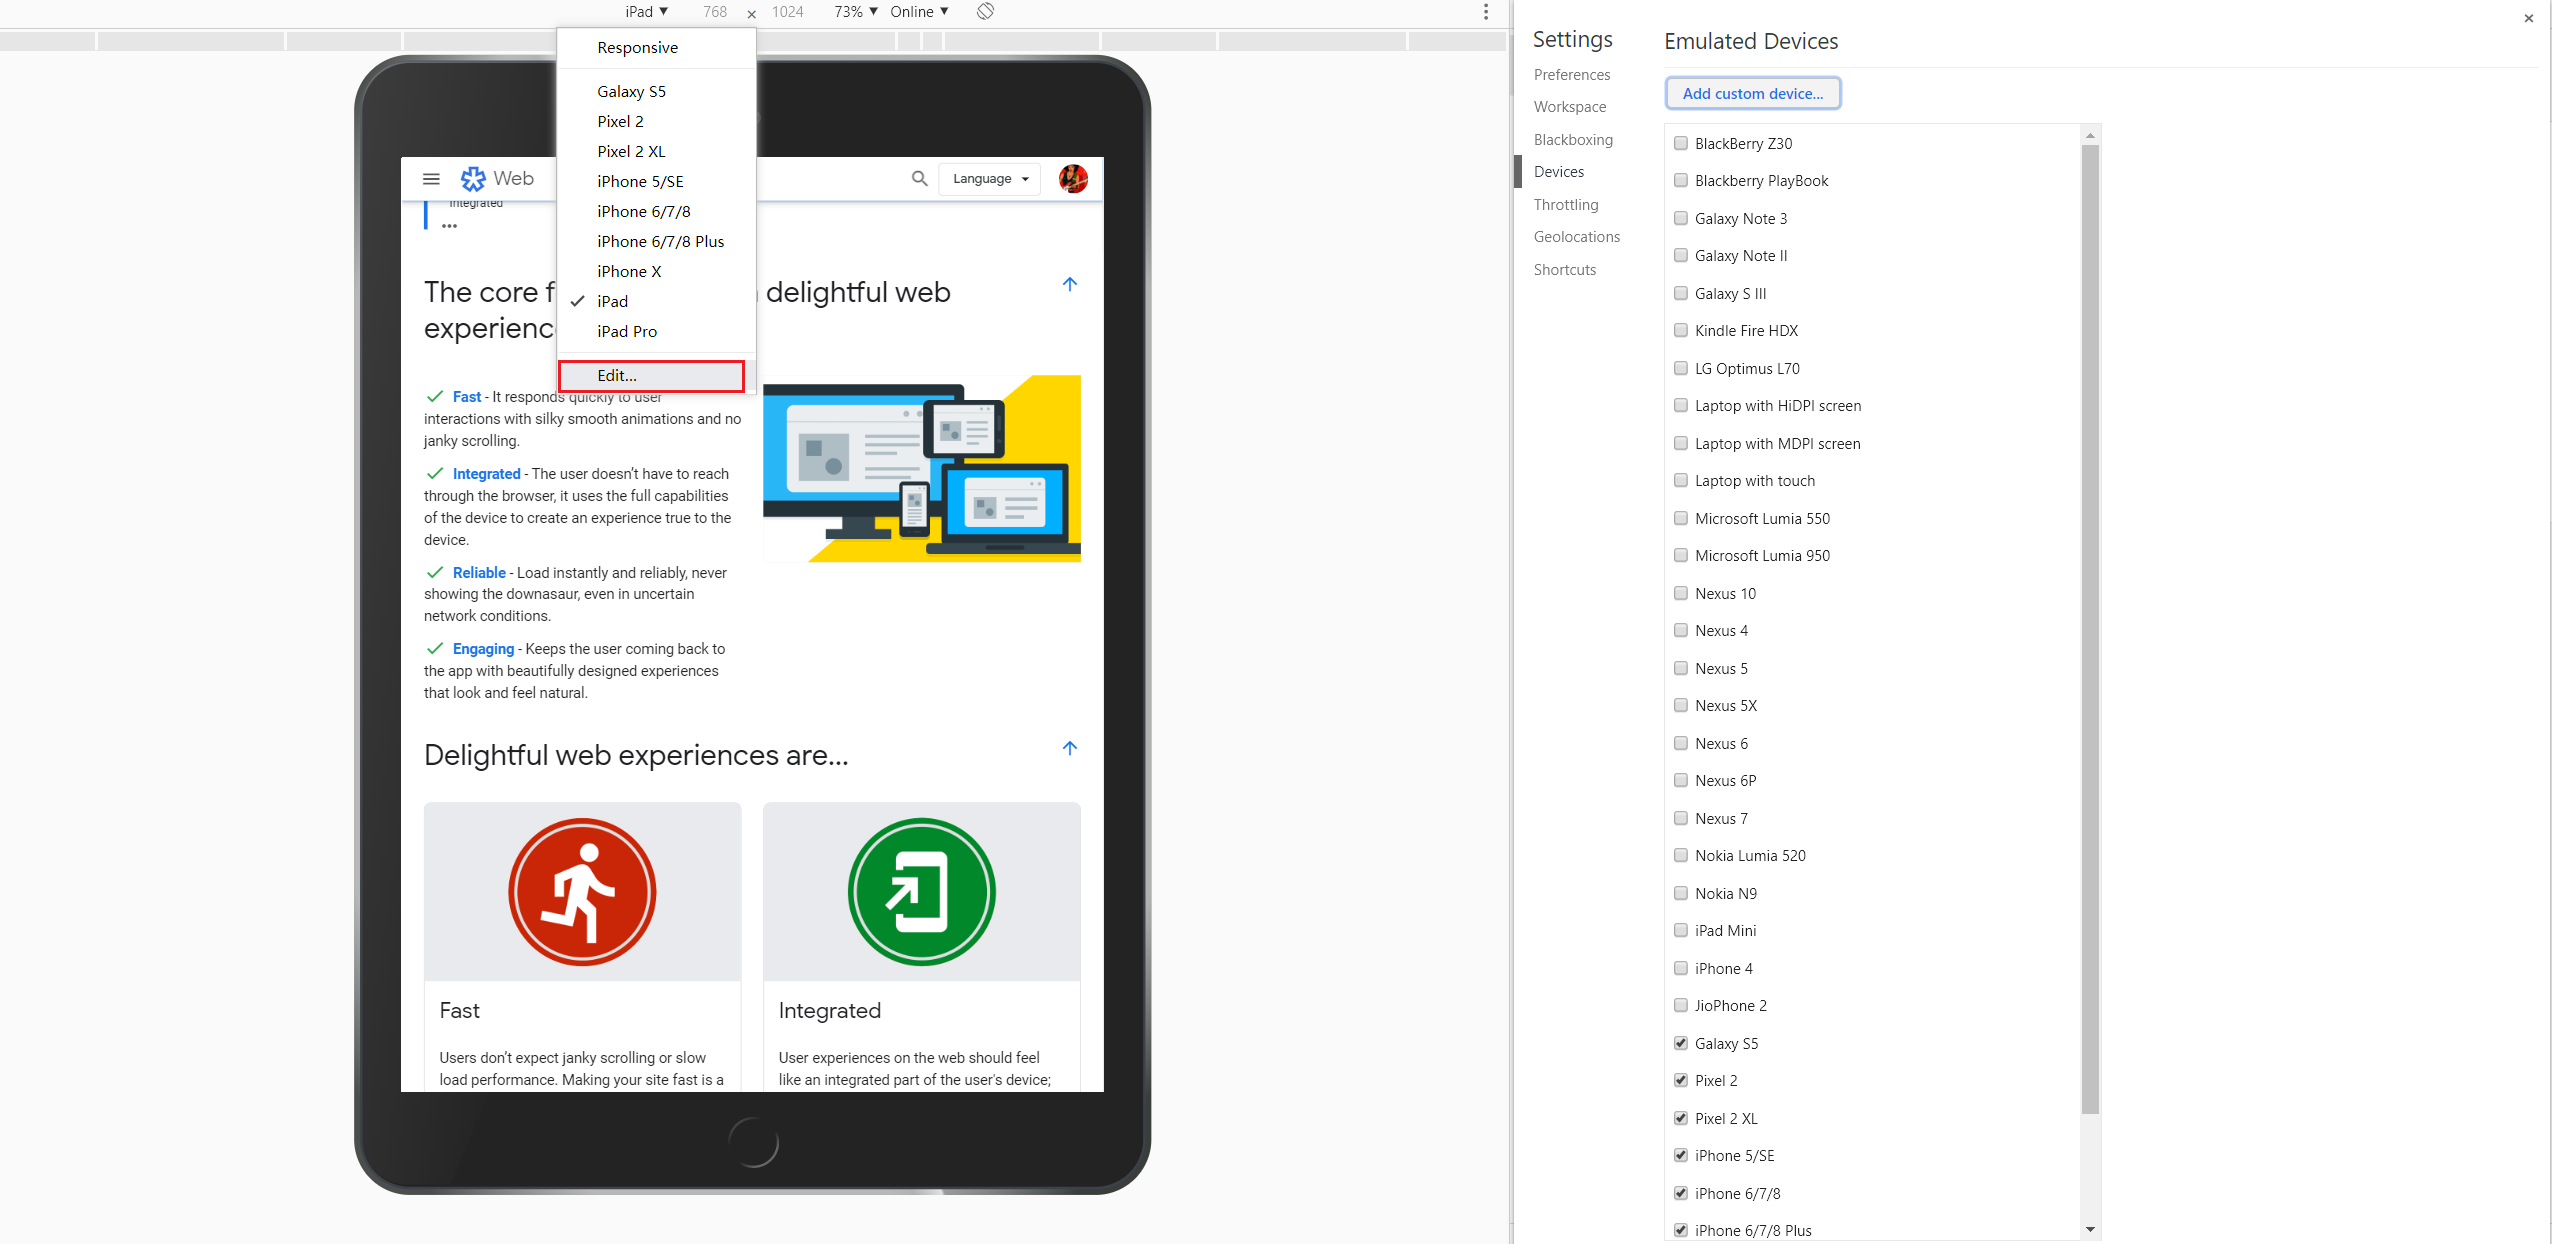 iPad ▼ 768 × 1024 73% ▼ Online ▼
Responsive
Galaxy S5
Pixel 2
Pixel 2 XL
iPhone 5/SE
iPhone 6/7/8
iPhone 6/7/8 Plus
iPhone X
iPad
iPad Pro
Edit...
Web
Language
Integrated
•••
The core f
delightful web
experienc
Fast - It responds quickly to user
interactions with silky smooth animations and no
janky scrolling.
Integrated - The user doesn’t have to reach
through the browser, it uses the full capabilities
of the device to create an experience true to the
device.
Reliable - Load instantly and reliably, never
showing the downasaur, even in uncertain
network conditions.
Engaging - Keeps the user coming back to
the app with beautifully designed experiences
that look and feel natural.
Delightful web experiences are...
Fast
Users don’t expect janky scrolling or slow
load performance. Making your site fast is a
Integrated
User experiences on the web should feel
like an integrated part of the user's device;
Settings
Preferences
Workspace
Blackboxing
Devices
Throttling
Geolocations
Shortcuts
Emulated Devices
Add custom device...
BlackBerry Z30
Blackberry PlayBook
Galaxy Note 3
Galaxy Note II
Galaxy S III
Kindle Fire HDX
LG Optimus L70
Laptop with HiDPI screen
Laptop with MDPI screen
Laptop with touch
Microsoft Lumia 550
Microsoft Lumia 950
Nexus 10
Nexus 4
Nexus 5
Nexus 5X
Nexus 6
Nexus 6P
Nexus 7
Nokia Lumia 520
Nokia N9
iPad Mini
iPhone 4
JioPhone 2
Galaxy S5
Pixel 2
Pixel 2 XL
iPhone 5/SE
iPhone 6/7/8
iPhone 6/7/8 Plus